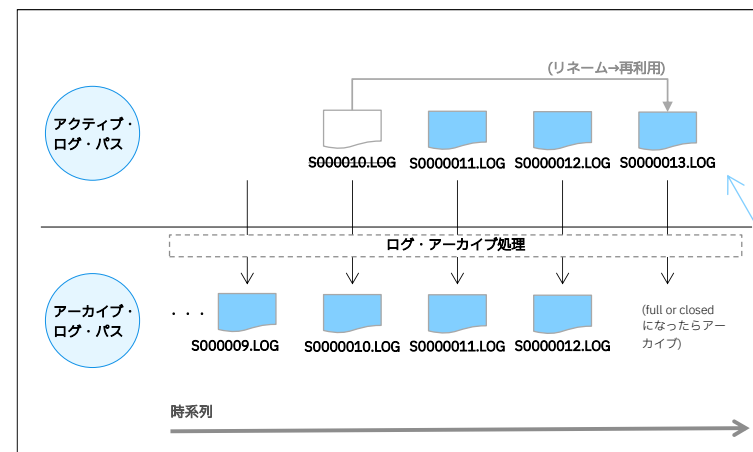 (リネーム→再利用)
アクティブ・
ログ・パス
S000010.LOG
S0000011.LOG
S0000012.LOG
S0000013.LOG
ログ・アーカイブ処理
アーカイブ・
ログ・パス
・・・
S000009.LOG
S0000010.LOG
S0000011.LOG
S0000012.LOG
(full or closed
になったらアー
カイブ)
時系列